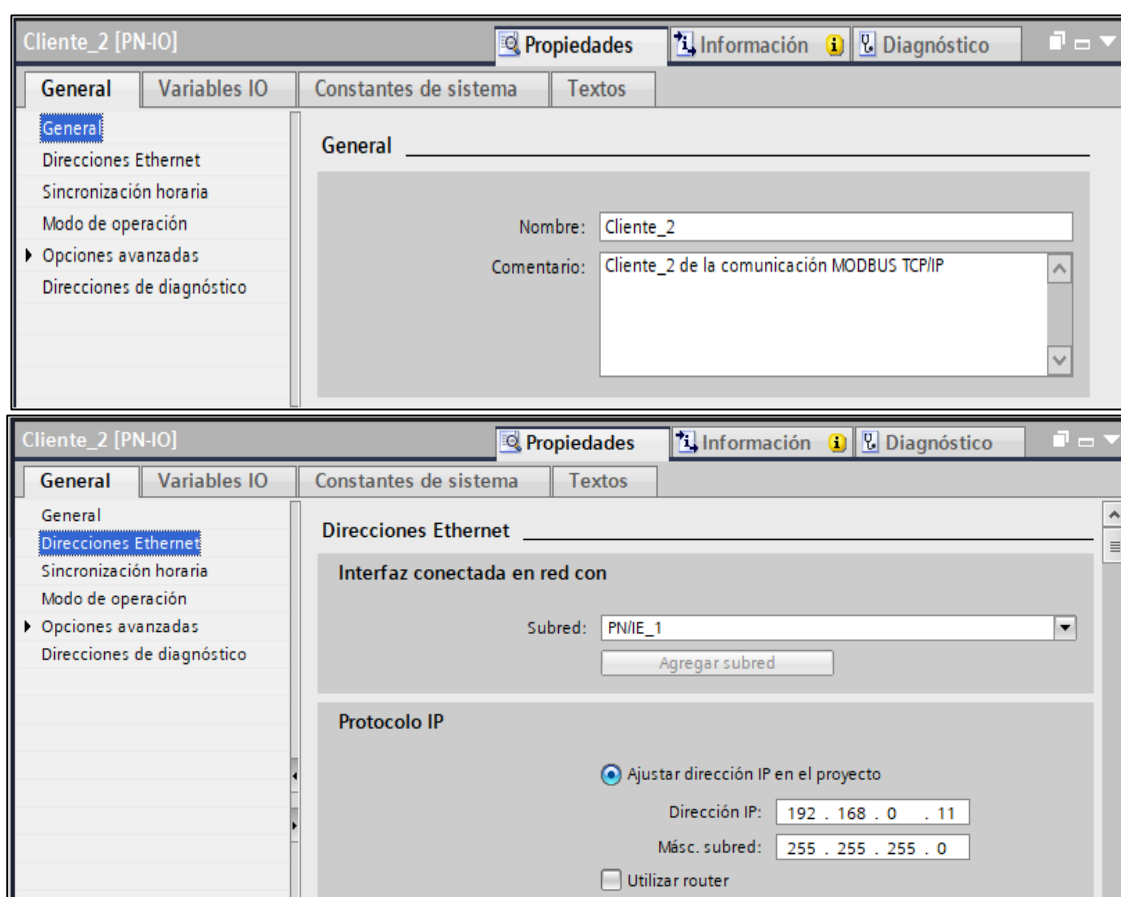 Cliente_2 [PN-IO]
Propiedades
Información
Diagnóstico
General
Variables IO
Constantes de sistema
Textos
General
Direcciones Ethernet
Sincronización horaria
Modo de operación
Opciones avanzadas
Direcciones de diagnóstico
General
Nombre: Cliente_2
Comentario: Cliente_2 de la comunicación MODBUS TCP/IP
Cliente_2 [PN-IO]
Propiedades
Información
Diagnóstico
General
Variables IO
Constantes de sistema
Textos
General
Direcciones Ethernet
Sincronización horaria
Modo de operación
Opciones avanzadas
Direcciones de diagnóstico
Direcciones Ethernet
Interfaz conectada en red con
Subred: PN/IE_1
Agregar subred
Protocolo IP
Ajustar dirección IP en el proyecto
Dirección IP: 192 . 168 . 0 . 11
Másc. subred: 255 . 255 . 255 . 0
Utilizar router